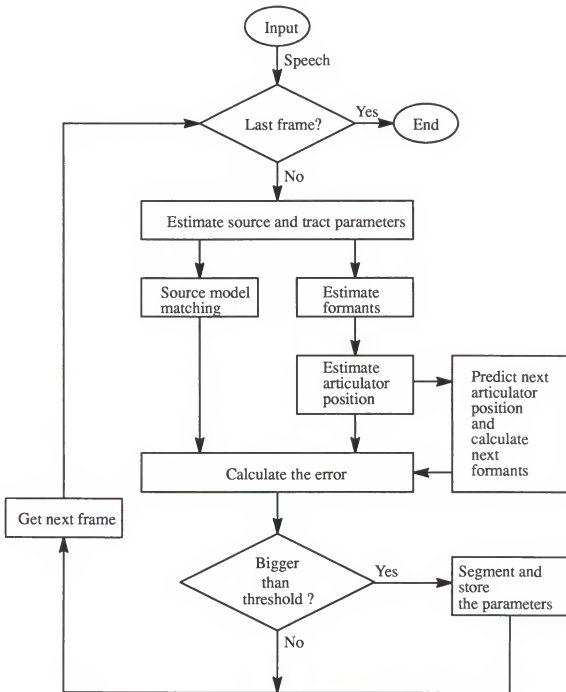 Input
Speech
Last frame?
Yes
End
No
Estimate source and tract parameters
Source model
matching
Estimate
formants
Estimate
articulator
position
Predict next
articulator
position
and
calculate
next
formants
Calculate the error
Get next frame
Bigger
than
threshold ?
Yes
Segment and
store
the parameters
No